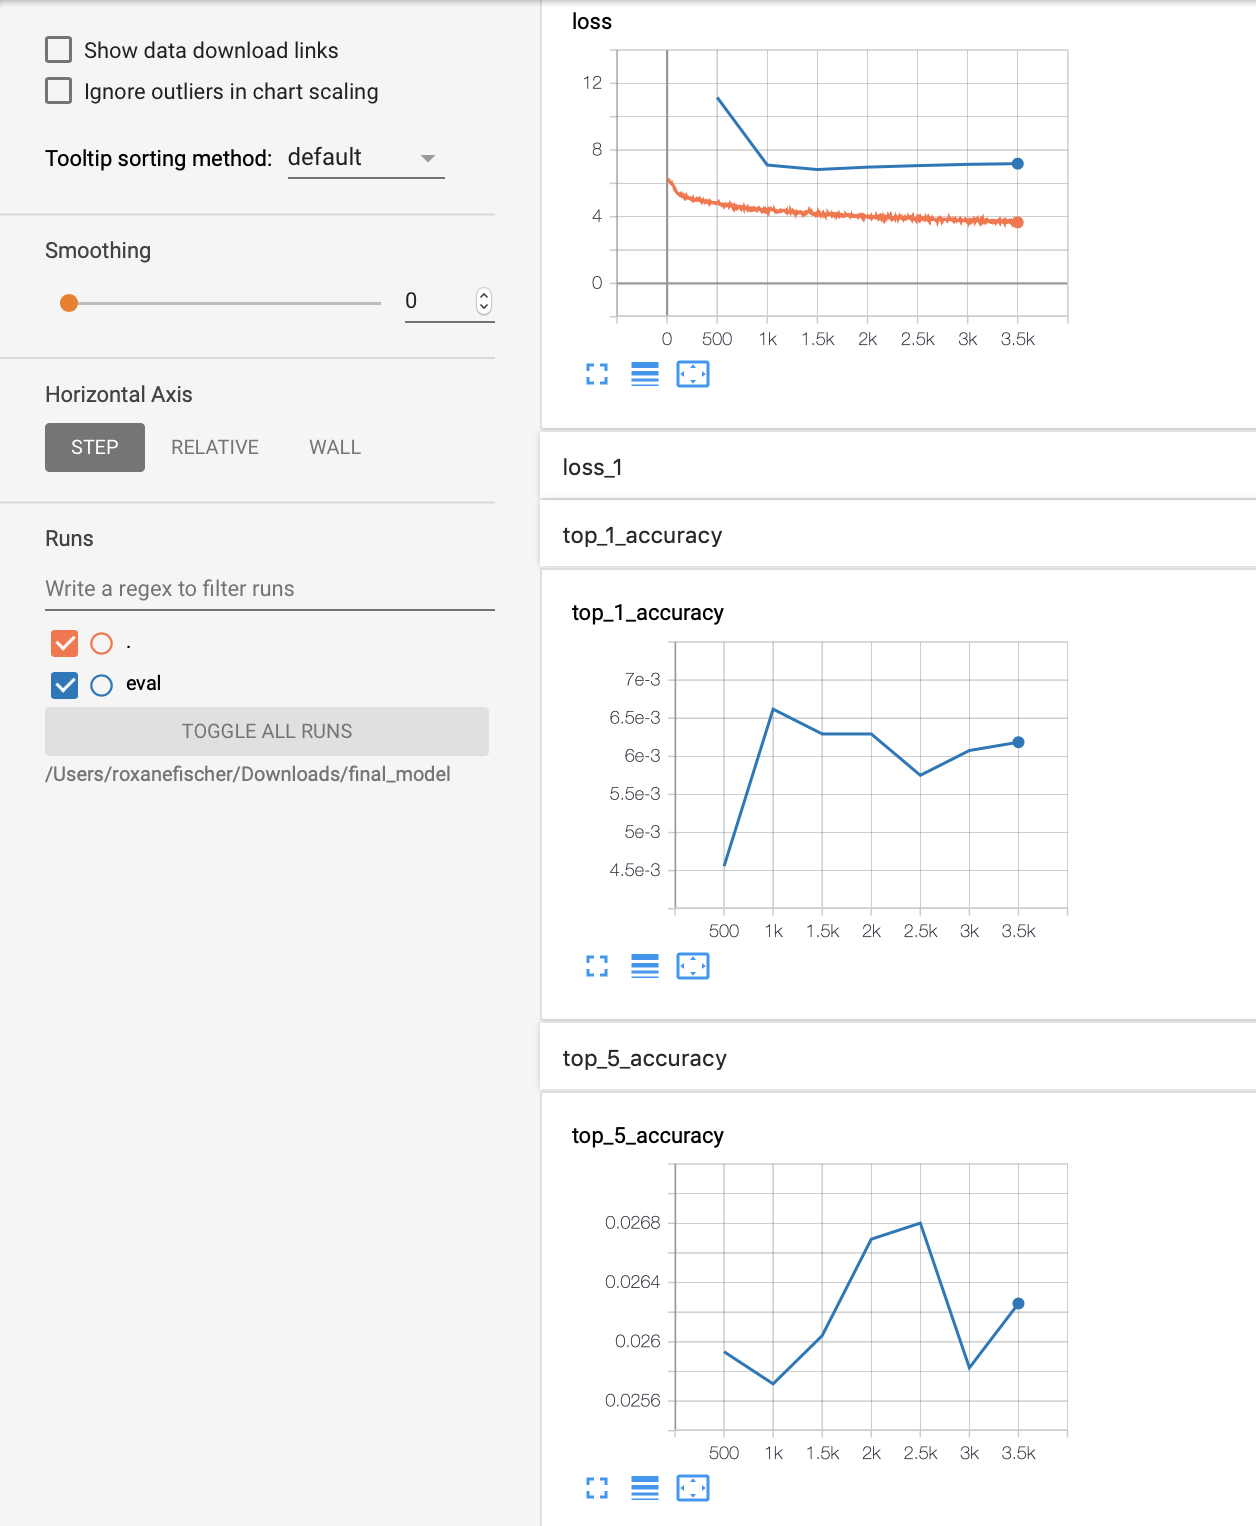 Show data download links
Ignore outliers in chart scaling
Tooltip sorting method: default
Smoothing
0
Horizontal Axis
STEP RELATIVE WALL
Runs
Write a regex to filter runs
.
eval
TOGGLE ALL RUNS
/Users/roxanefischer/Downloads/final_model
loss
12
8
4
0
0 500 1k 1.5k 2k 2.5k 3k 3.5k
loss_1
top_1_accuracy
top_1_accuracy
7e-3
6.5e-3
6e-3
5.5e-3
5e-3
4.5e-3
500 1k 1.5k 2k 2.5k 3k 3.5k
top_5_accuracy
top_5_accuracy
0.0268
0.0264
0.026
0.0256
500 1k 1.5k 2k 2.5k 3k 3.5k